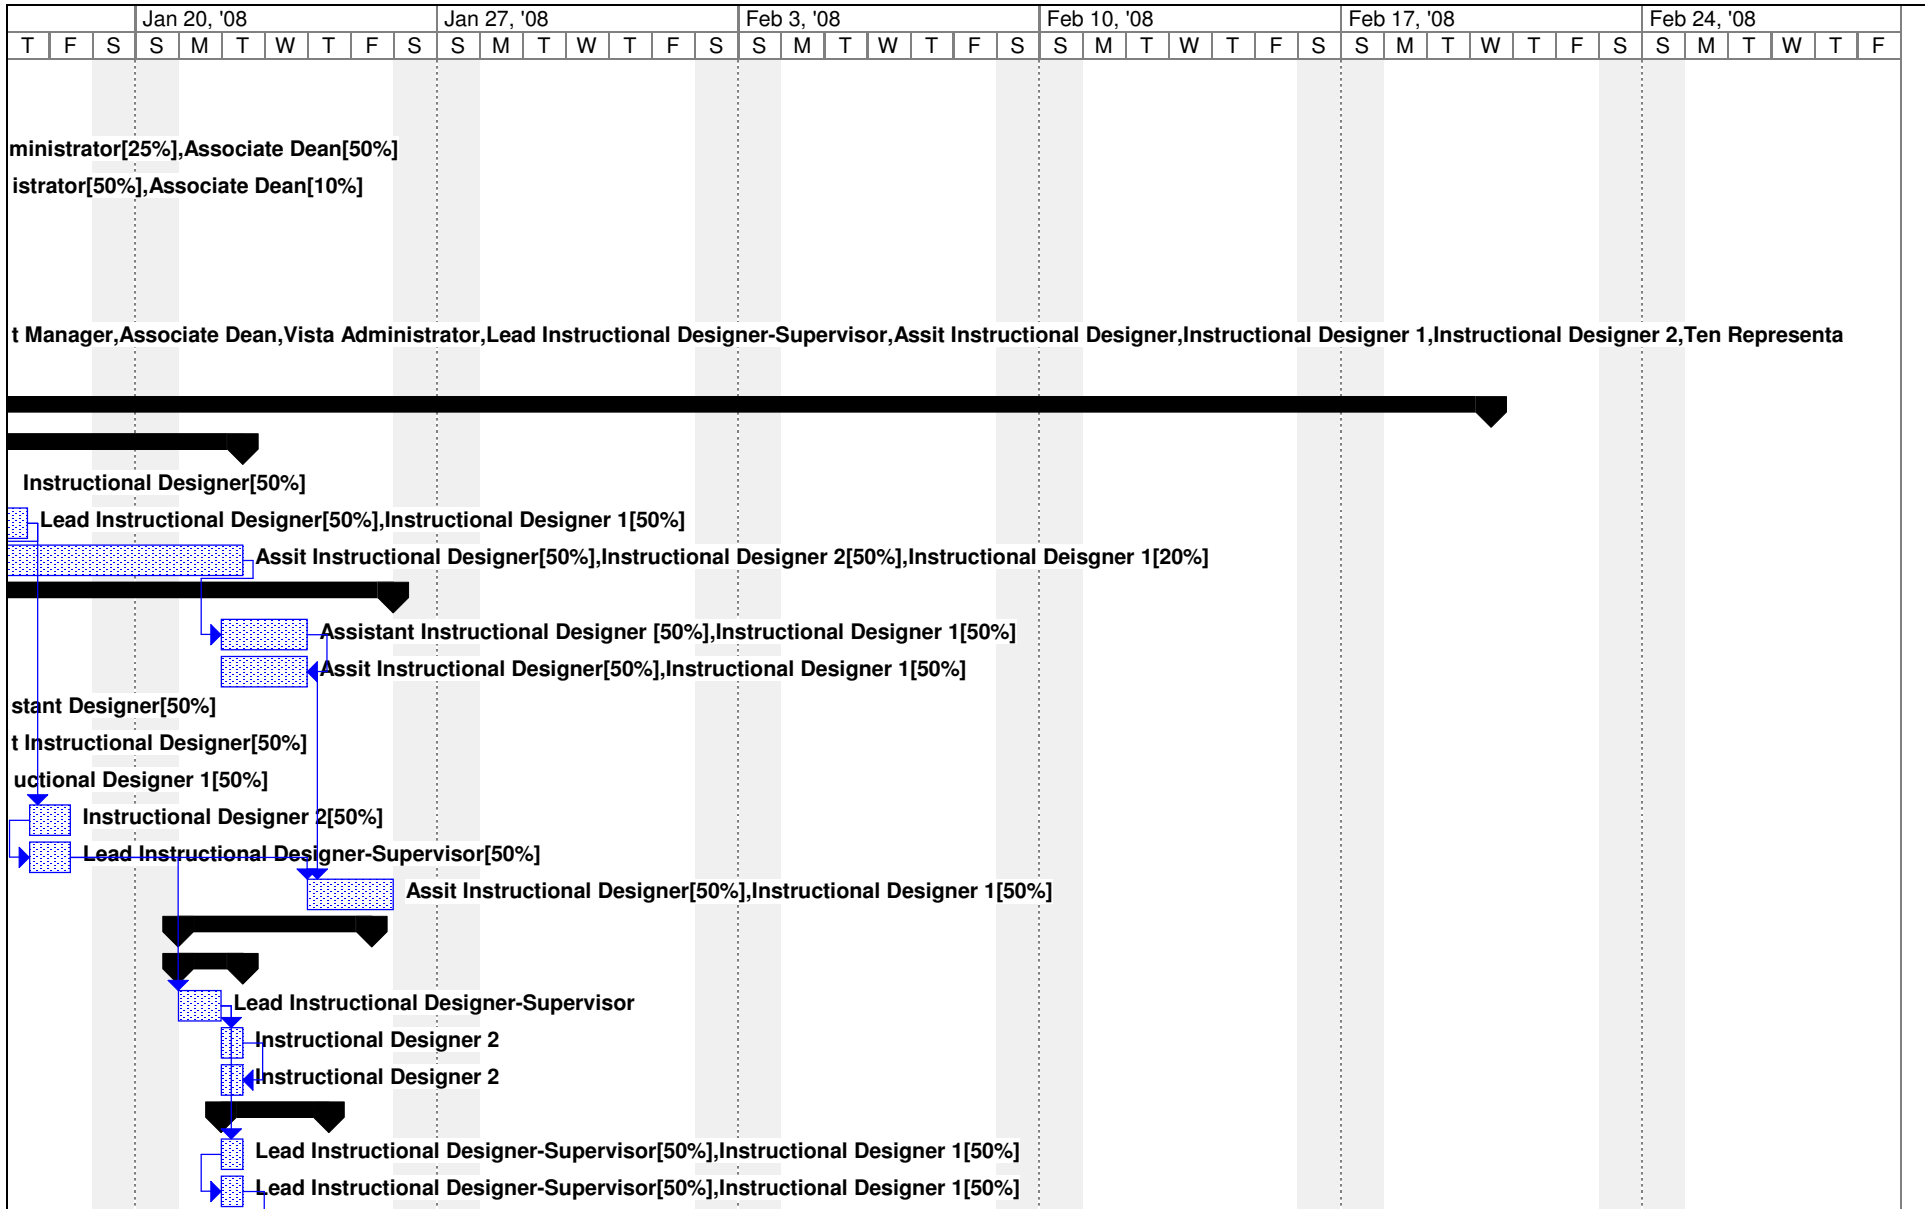 Jan 20, '08 Jan 27, '08 Feb 3, '08 Feb 10, '08 Feb 17, '08 Feb 24, '08
T F S S M T W T F S S M T W T F S S M T W T F S S M T W T F S S M T W T F S S M T W T F
ministrator[25%],Associate Dean[50%]
istrator[50%],Associate Dean[10%]
t Manager,Associate Dean,Vista Administrator,Lead Instructional Designer-Supervisor,Assit Instructional Designer,Instructional Designer 1,Instructional Designer 2,Ten Representa
Instructional Designer[50%]
Lead Instructional Designer[50%],Instructional Designer 1[50%]
Assit Instructional Designer[50%],Instructional Designer 2[50%],Instructional Deisgner 1[20%]
Assistant Instructional Designer [50%],Instructional Designer 1[50%]
Assit Instructional Designer[50%],Instructional Designer 1[50%]
stant Designer[50%]
t Instructional Designer[50%]
uctional Designer 1[50%]
Instructional Designer 2[50%]
Lead Instructional Designer-Supervisor[50%]
Assit Instructional Designer[50%],Instructional Designer 1[50%]
Lead Instructional Designer-Supervisor
Instructional Designer 2
Instructional Designer 2
Lead Instructional Designer-Supervisor[50%],Instructional Designer 1[50%]
Lead Instructional Designer-Supervisor[50%],Instructional Designer 1[50%]